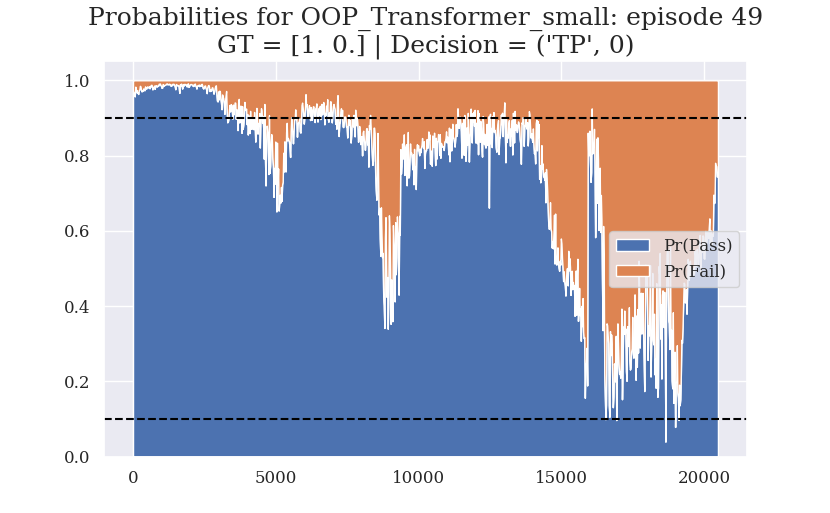 Probabilities for OOP_Transformer_small: episode 49
GT = [1. 0.] | Decision = ('TP', 0)
1.0
0.8
0.6
0.4
0.2
0.0
Pr(Pass)
Pr(Fail)
0 5000 10000 15000 20000